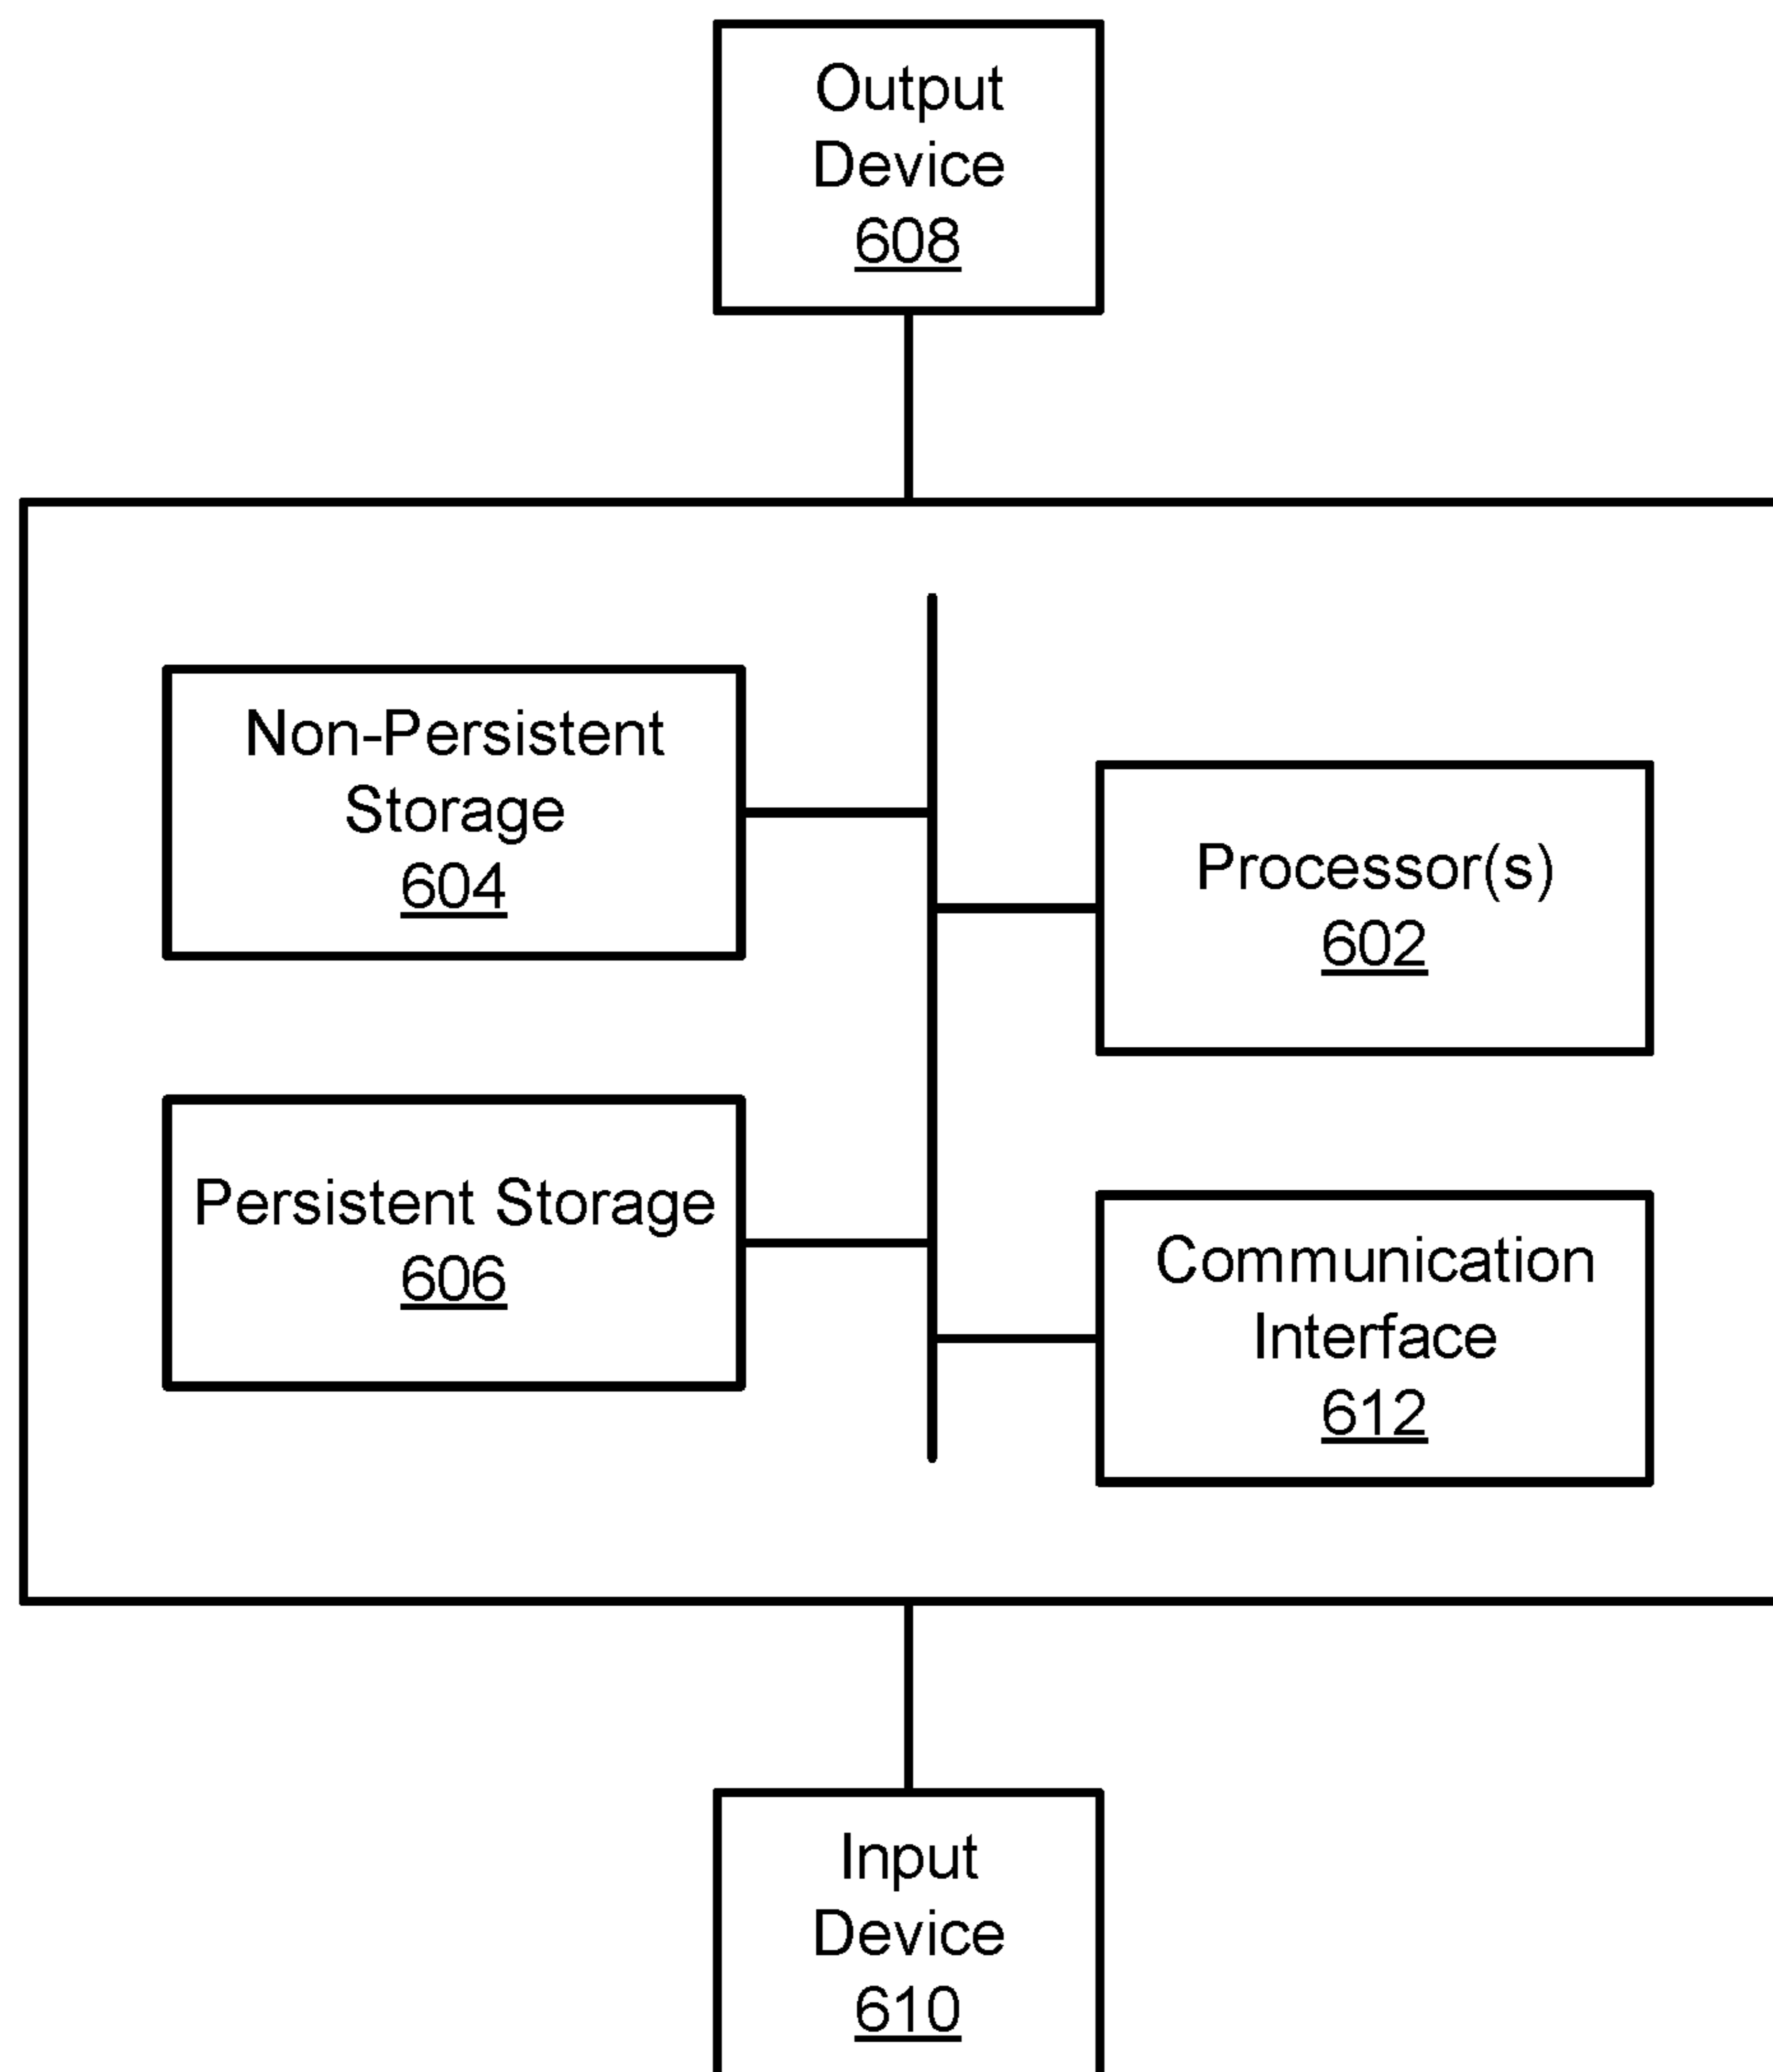 Output
Device
608
Non-Persistent
Storage
604
Processor(s)
602
Persistent Storage
606
Communication
Interface
612
Input
Device
610